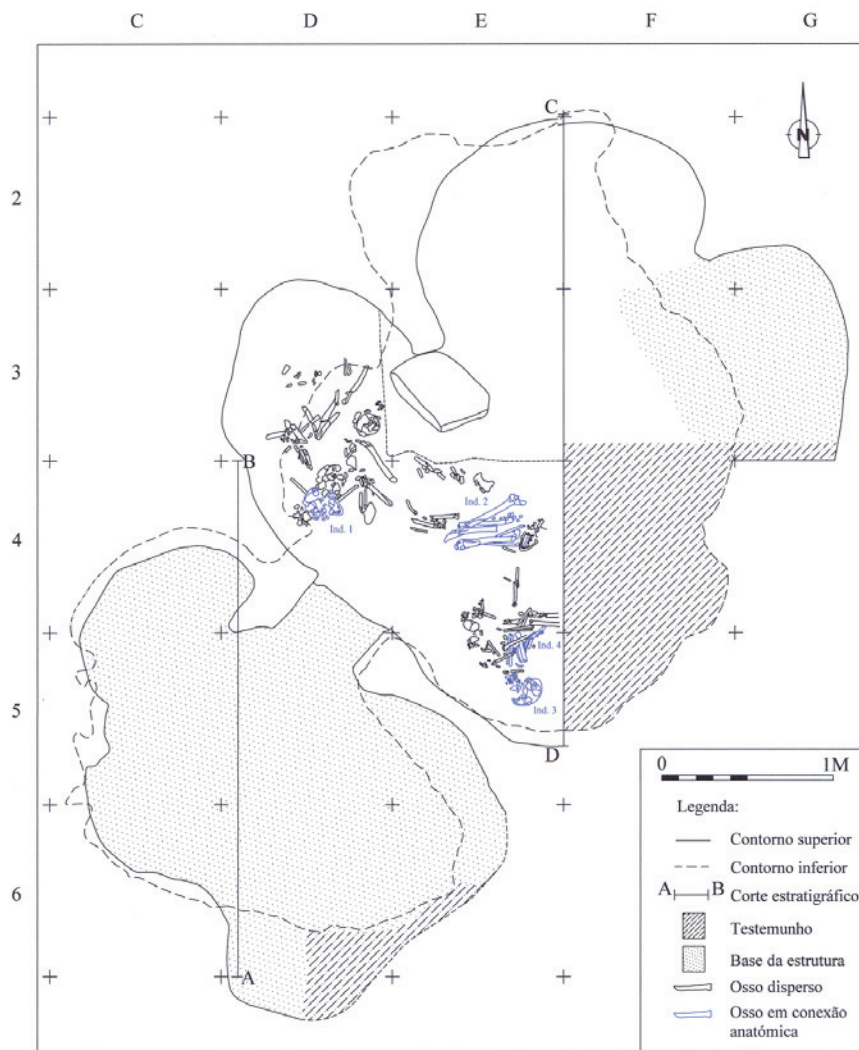 C D E F G
C
N
2
3
B
Ind. 2
Ind. 1
4
Ind. 4
5
Ind. 3
D
0 1M
Legenda:
Contorno superior
Contorno inferior
A B Corte estratigráfico
6
Testemunho
Base da estrutura
A
Osso disperso
Osso em conexão
anatómica